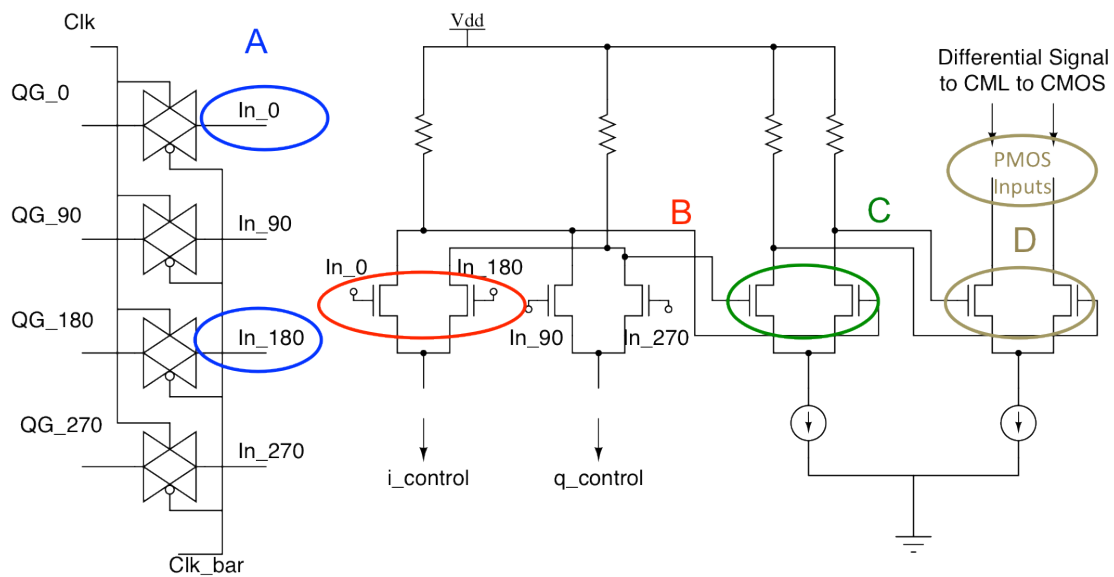 Clk
A
Vdd
Differential Signal
to CML to CMOS
QG_0
In_0
PMOS
Inputs
QG_90
In_90
B
C
D
In_0
In_180
QG_180
In_180
In_90
In_270
QG_270
In_270
i_control
q_control
Clk_bar